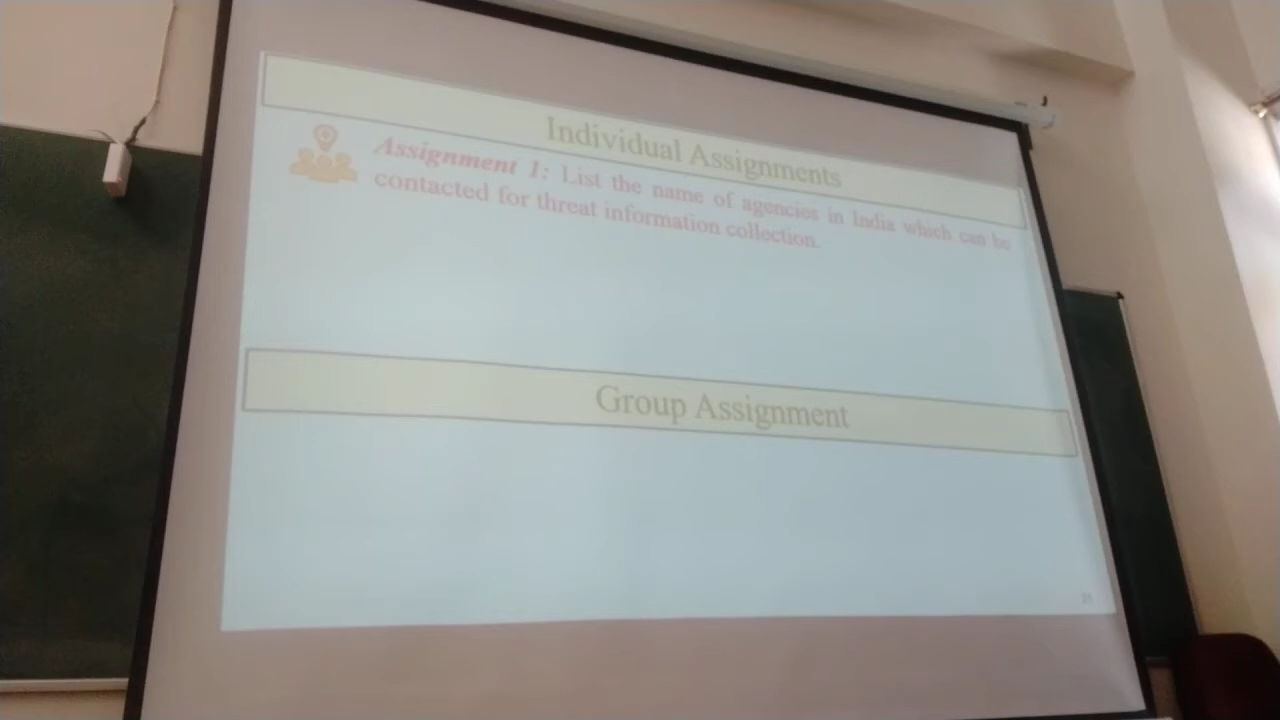 Individual Assignments
Assignment 1: List the name of agencies in India which can be
contacted for threat information collection.
Group Assignment